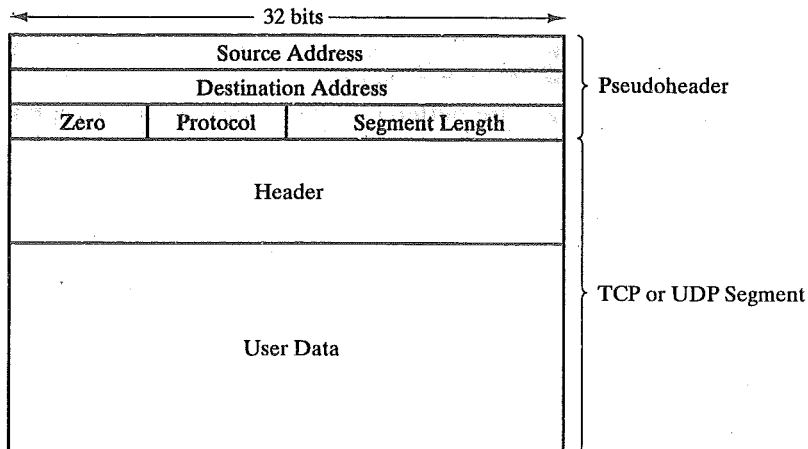 32 bits
Source Address
Destination Address
Pseudoheader
Zero Protocol Segment Length
Header
TCP or UDP Segment
User Data